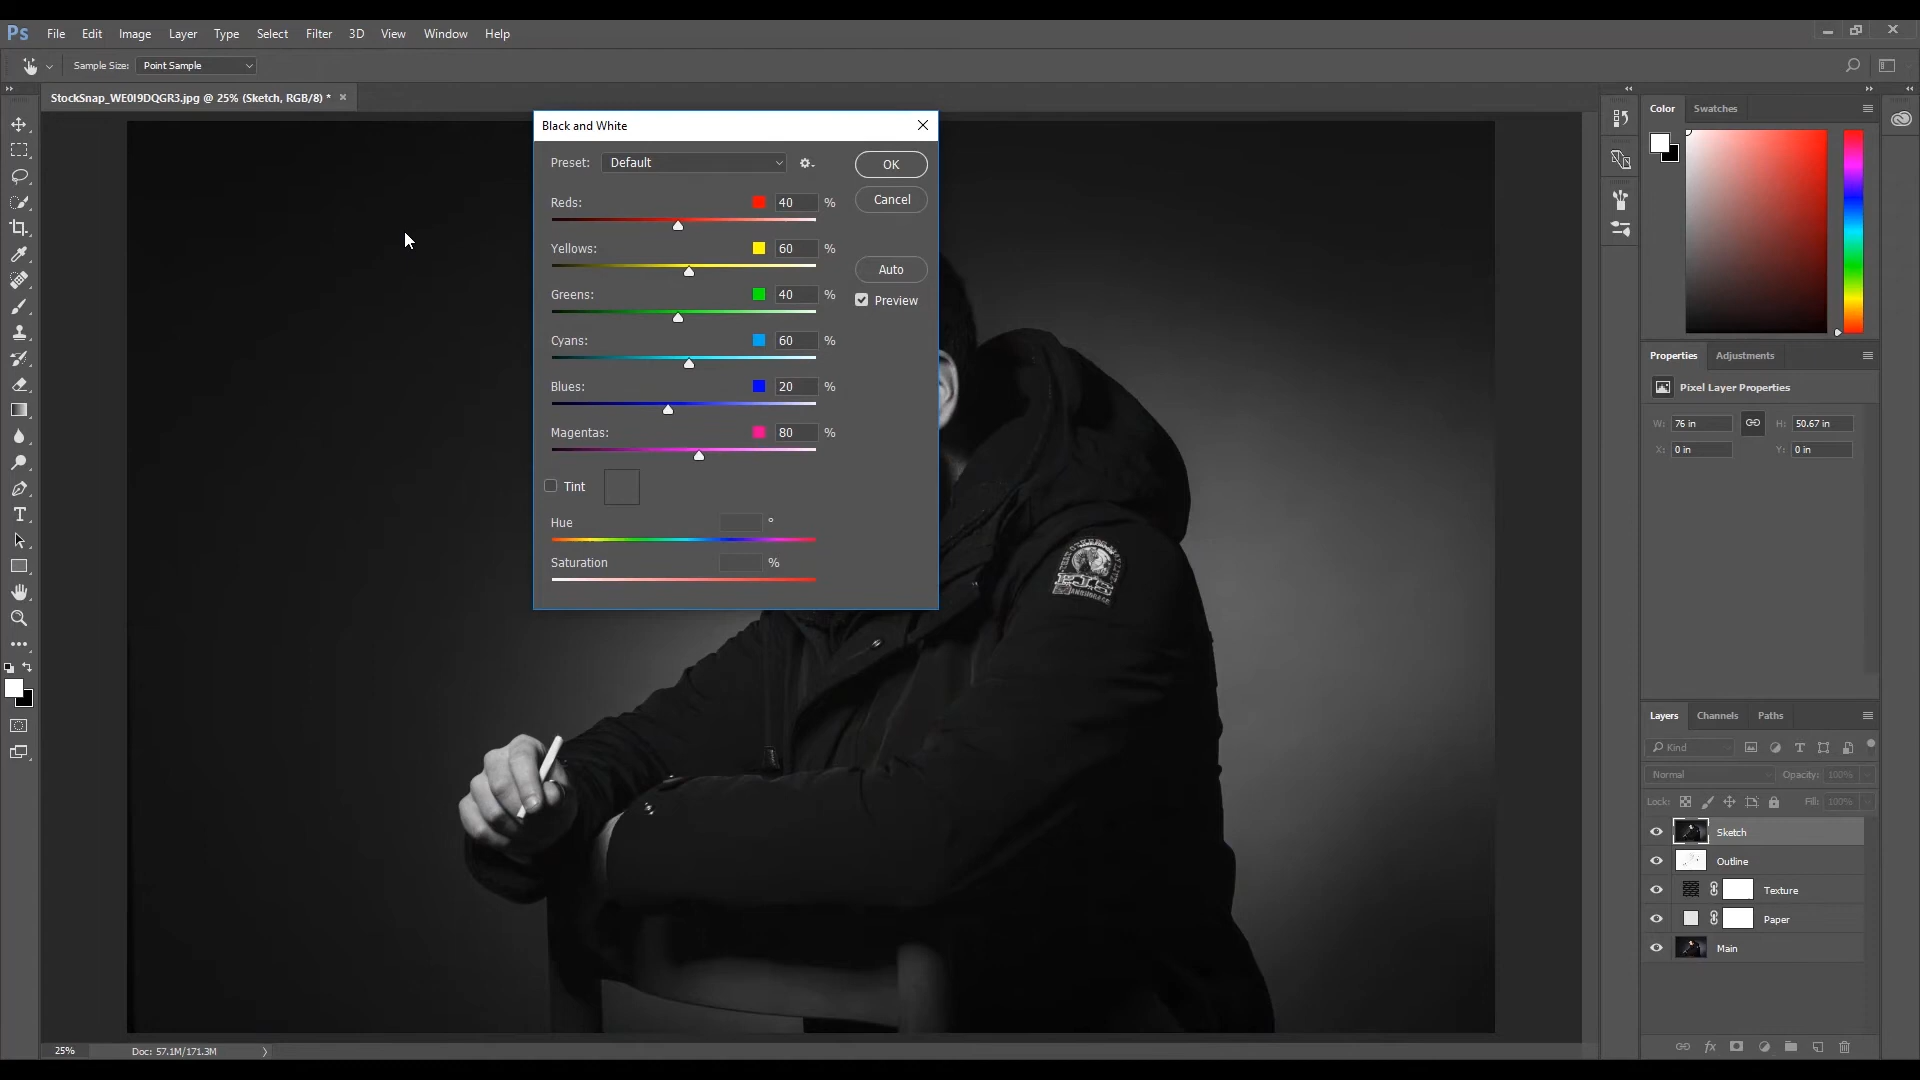 Ps File Edit Image Layer Type Select Filter 3D View Window Help
Sample Size: Point Sample
StockSnap_WE0I9DQGR3.jpg @ 25% (Sketch, RGB/8) *
Black and White
Preset: Default
OK
Cancel
Reds: 40 %
Yellows: 60 %
Auto
Greens: 40 %
Preview
Cyans: 60 %
Blues: 20 %
Magentas: 80 %
Tint
Hue °
Saturation %
PJS
Color Swatches
Properties Adjustments
Pixel Layer Properties
W: 76 in H: 50.67 in
X: 0 in Y: 0 in
Layers Channels Paths
Kind
Normal Opacity: 100%
Lock: Fill: 100%
Sketch
Outline
Texture
Paper
Main
25% Doc: 57.1M/171.3M